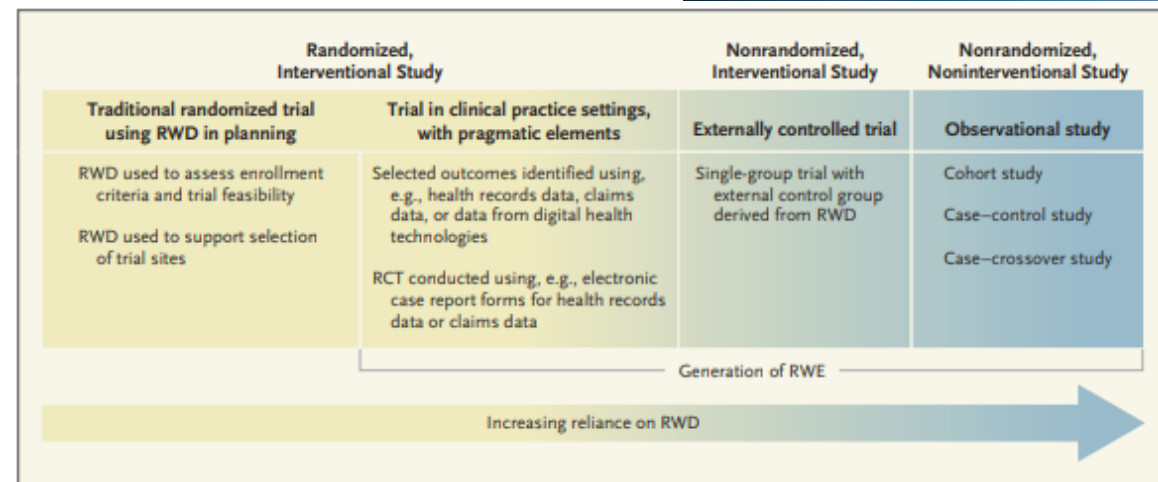 Randomized,
Interventional Study
Nonrandomized,
Interventional Study
Nonrandomized,
Noninterventional Study
Traditional randomized trial
using RWD in planning
Trial in clinical practice settings,
with pragmatic elements
Externally controlled trial
Observational study
RWD used to assess enrollment
criteria and trial feasibility
RWD used to support selection
of trial sites
Selected outcomes identified using,
e.g., health records data, claims
data, or data from digital health
technologies
RCT conducted using, e.g., electronic
case report forms for health records
data or claims data
Single-group trial with
external control group
derived from RWD
Cohort study
Case–control study
Case–crossover study
Generation of RWE
Increasing reliance on RWD